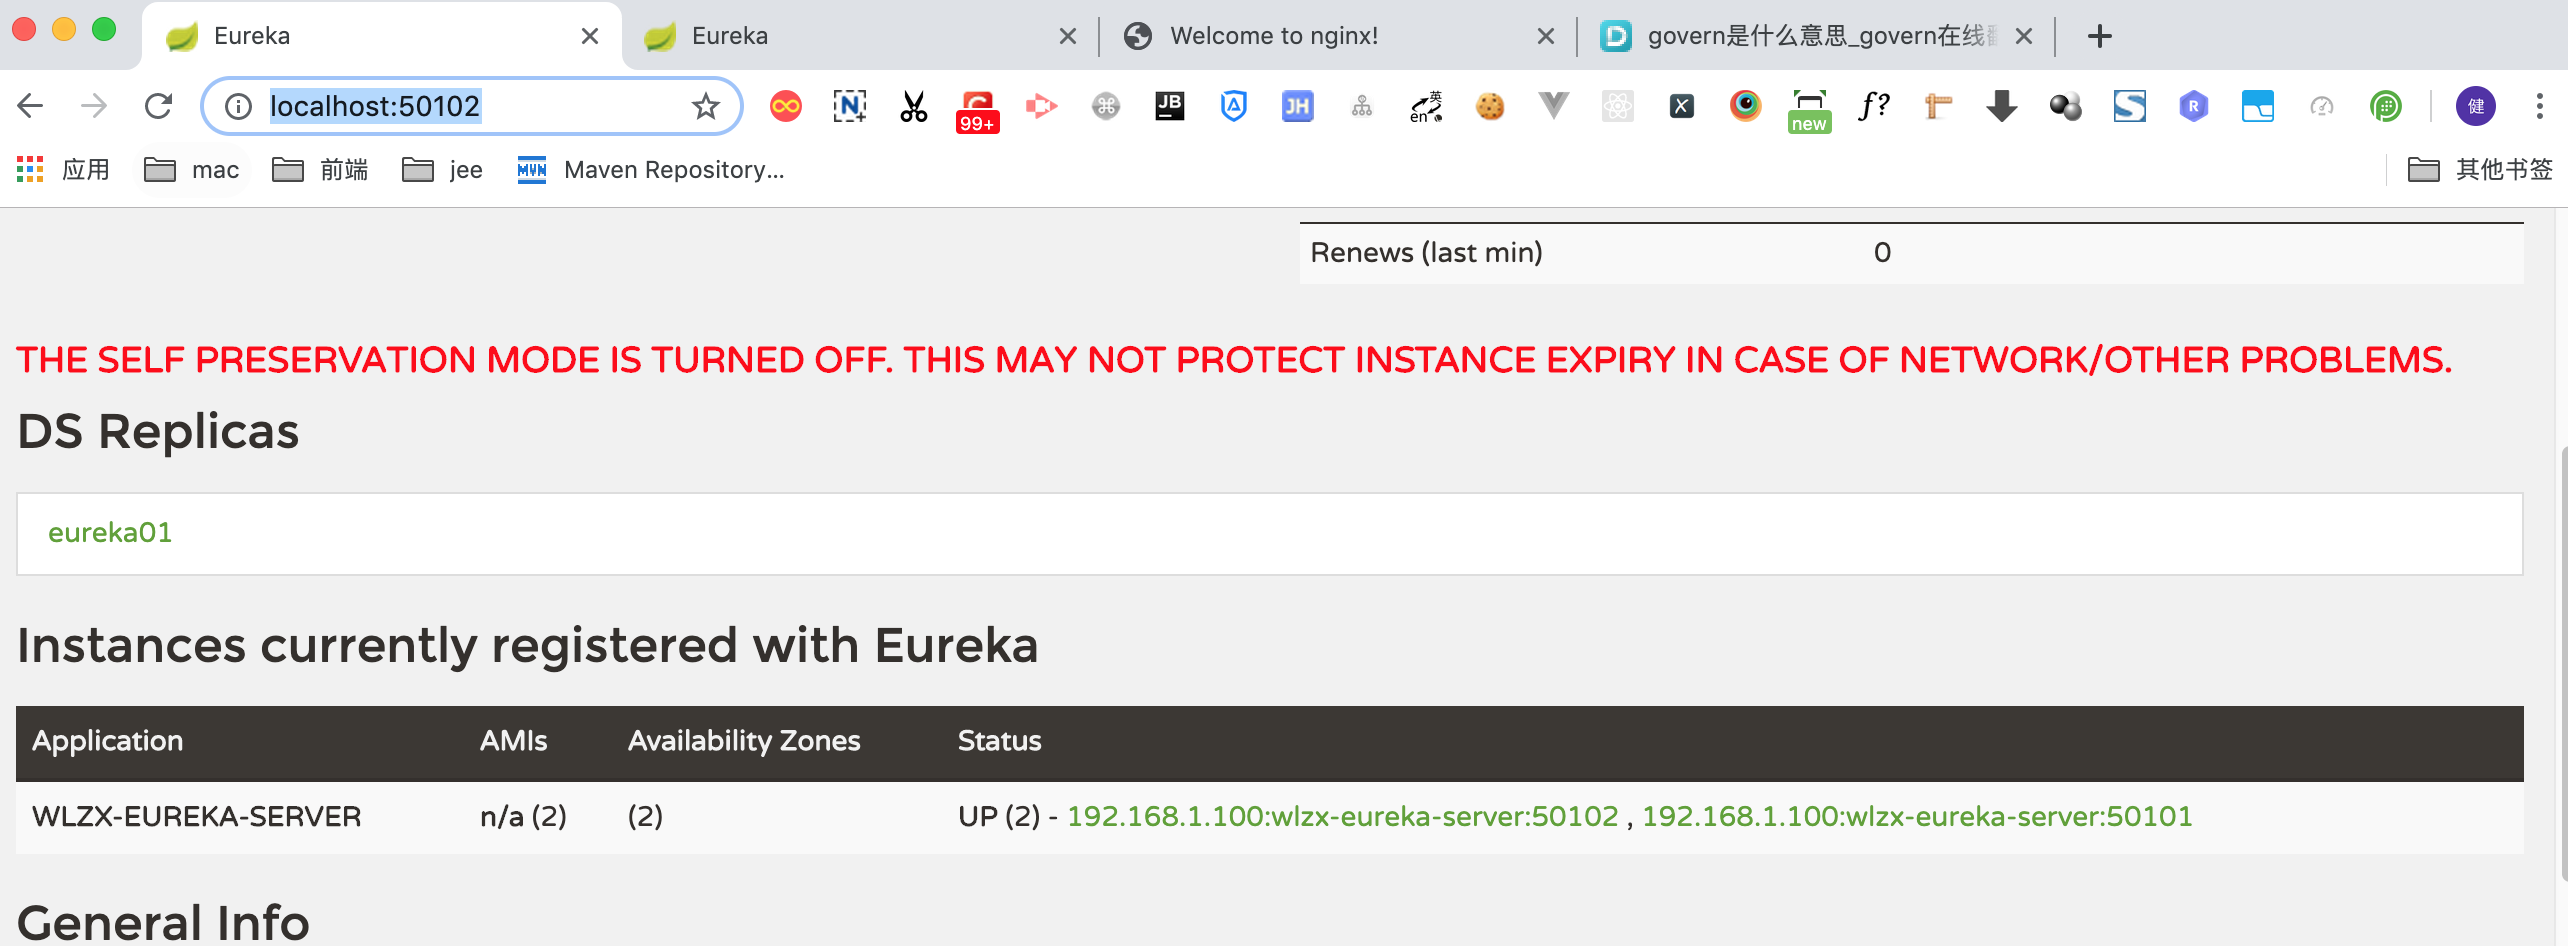 Eureka
Eureka
Welcome to nginx!
govern是什么意思_govern在线
localhost:50102
99+
JB
JH
英
en
X
new
f?
S
R
健
应用
mac
前端
jee
MVN
Maven Repository...
其他书签
Renews (last min) 0
THE SELF PRESERVATION MODE IS TURNED OFF. THIS MAY NOT PROTECT INSTANCE EXPIRY IN CASE OF NETWORK/OTHER PROBLEMS.
DS Replicas
eureka01
Instances currently registered with Eureka
Application AMIs Availability Zones Status
WLZX-EUREKA-SERVER n/a (2) (2) UP (2) - 192.168.1.100:wlzx-eureka-server:50102 , 192.168.1.100:wlzx-eureka-server:50101
General Info